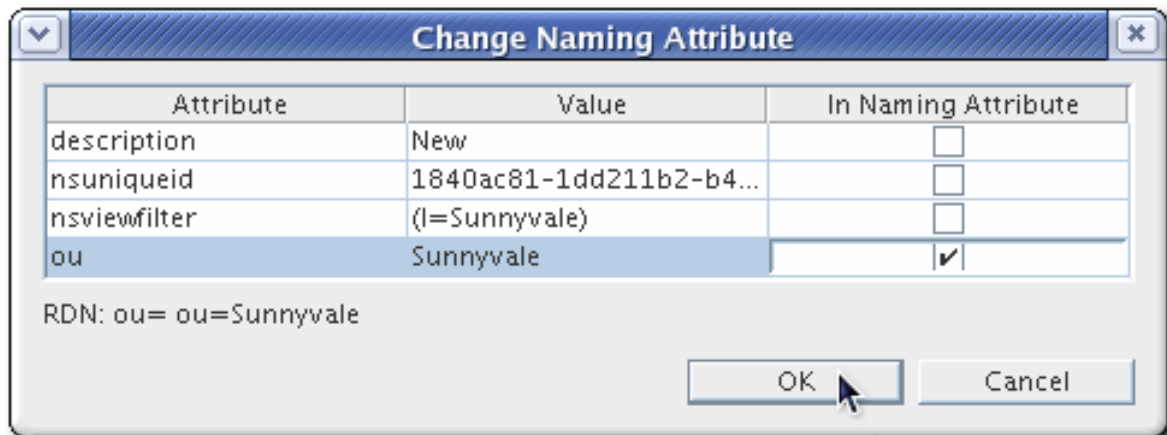 Change Naming Attribute
Attribute Value In Naming Attribute
description New
nsuniqueid 1840ac81-1dd211b2-b4...
nsviewfilter (l=Sunnyvale)
ou Sunnyvale
RDN: ou= ou=Sunnyvale
OK Cancel